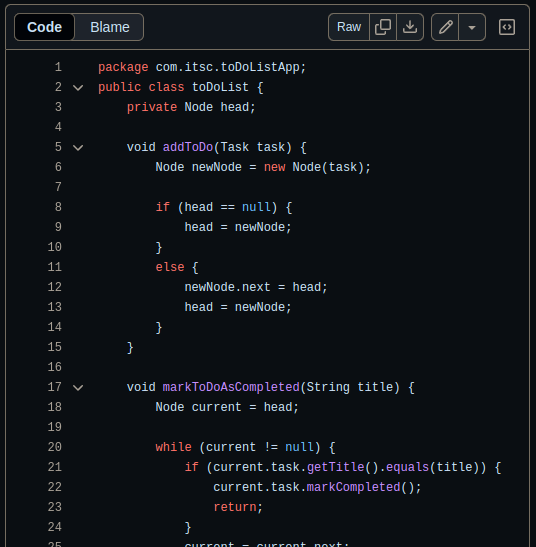 Code Blame Raw
1 package com.itsc.toDoListApp;
2 public class toDoList {
3     private Node head;
4
5     void addToDo(Task task) {
6         Node newNode = new Node(task);
7
8         if (head == null) {
9             head = newNode;
10         }
11         else {
12             newNode.next = head;
13             head = newNode;
14         }
15     }
16
17     void markToDoAsCompleted(String title) {
18         Node current = head;
19
20         while (current != null) {
21             if (current.task.getTitle().equals(title)) {
22                 current.task.markCompleted();
23                 return;
24             }
25             current = current.next;